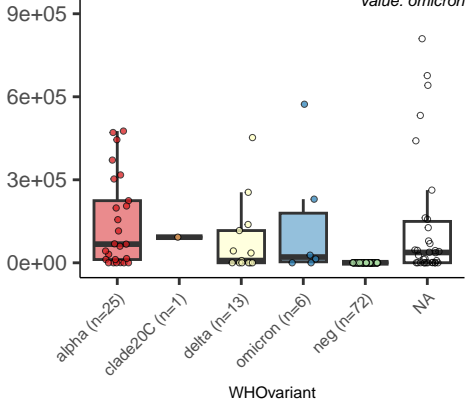 value: omicron
9e+05
6e+05
3e+05
0e+00
alpha (n=25)
clade20C (n=1)
delta (n=13)
omicron (n=6)
neg (n=72)
NA
WHOvariant